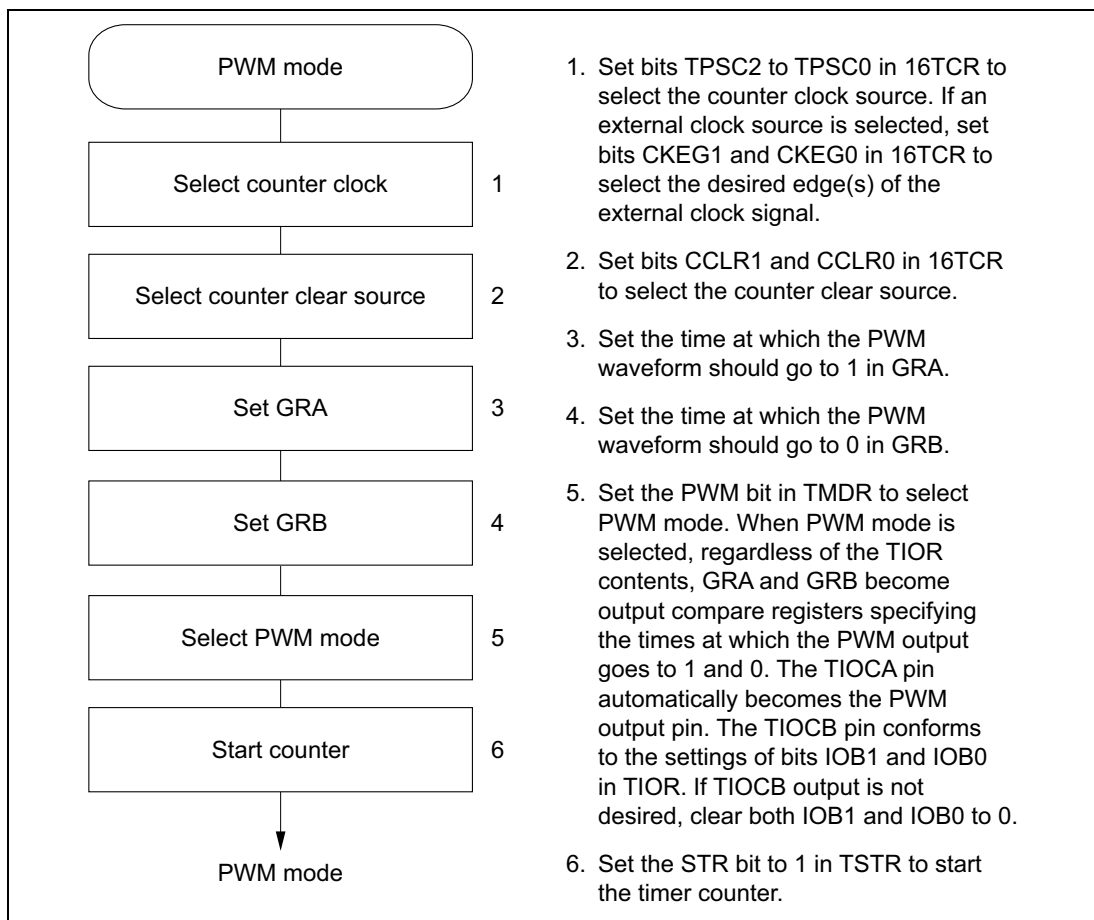 PWM mode
Select counter clock 1
Select counter clear source 2
Set GRA 3
Set GRB 4
Select PWM mode 5
Start counter 6
PWM mode
1. Set bits TPSC2 to TPSC0 in 16TCR to
select the counter clock source. If an
external clock source is selected, set
bits CKEG1 and CKEG0 in 16TCR to
select the desired edge(s) of the
external clock signal.
2. Set bits CCLR1 and CCLR0 in 16TCR
to select the counter clear source.
3. Set the time at which the PWM
waveform should go to 1 in GRA.
4. Set the time at which the PWM
waveform should go to 0 in GRB.
5. Set the PWM bit in TMDR to select
PWM mode. When PWM mode is
selected, regardless of the TIOR
contents, GRA and GRB become
output compare registers specifying
the times at which the PWM output
goes to 1 and 0. The TIOCA pin
automatically becomes the PWM
output pin. The TIOCB pin conforms
to the settings of bits IOB1 and IOB0
in TIOR. If TIOCB output is not
desired, clear both IOB1 and IOB0 to 0.
6. Set the STR bit to 1 in TSTR to start
the timer counter.